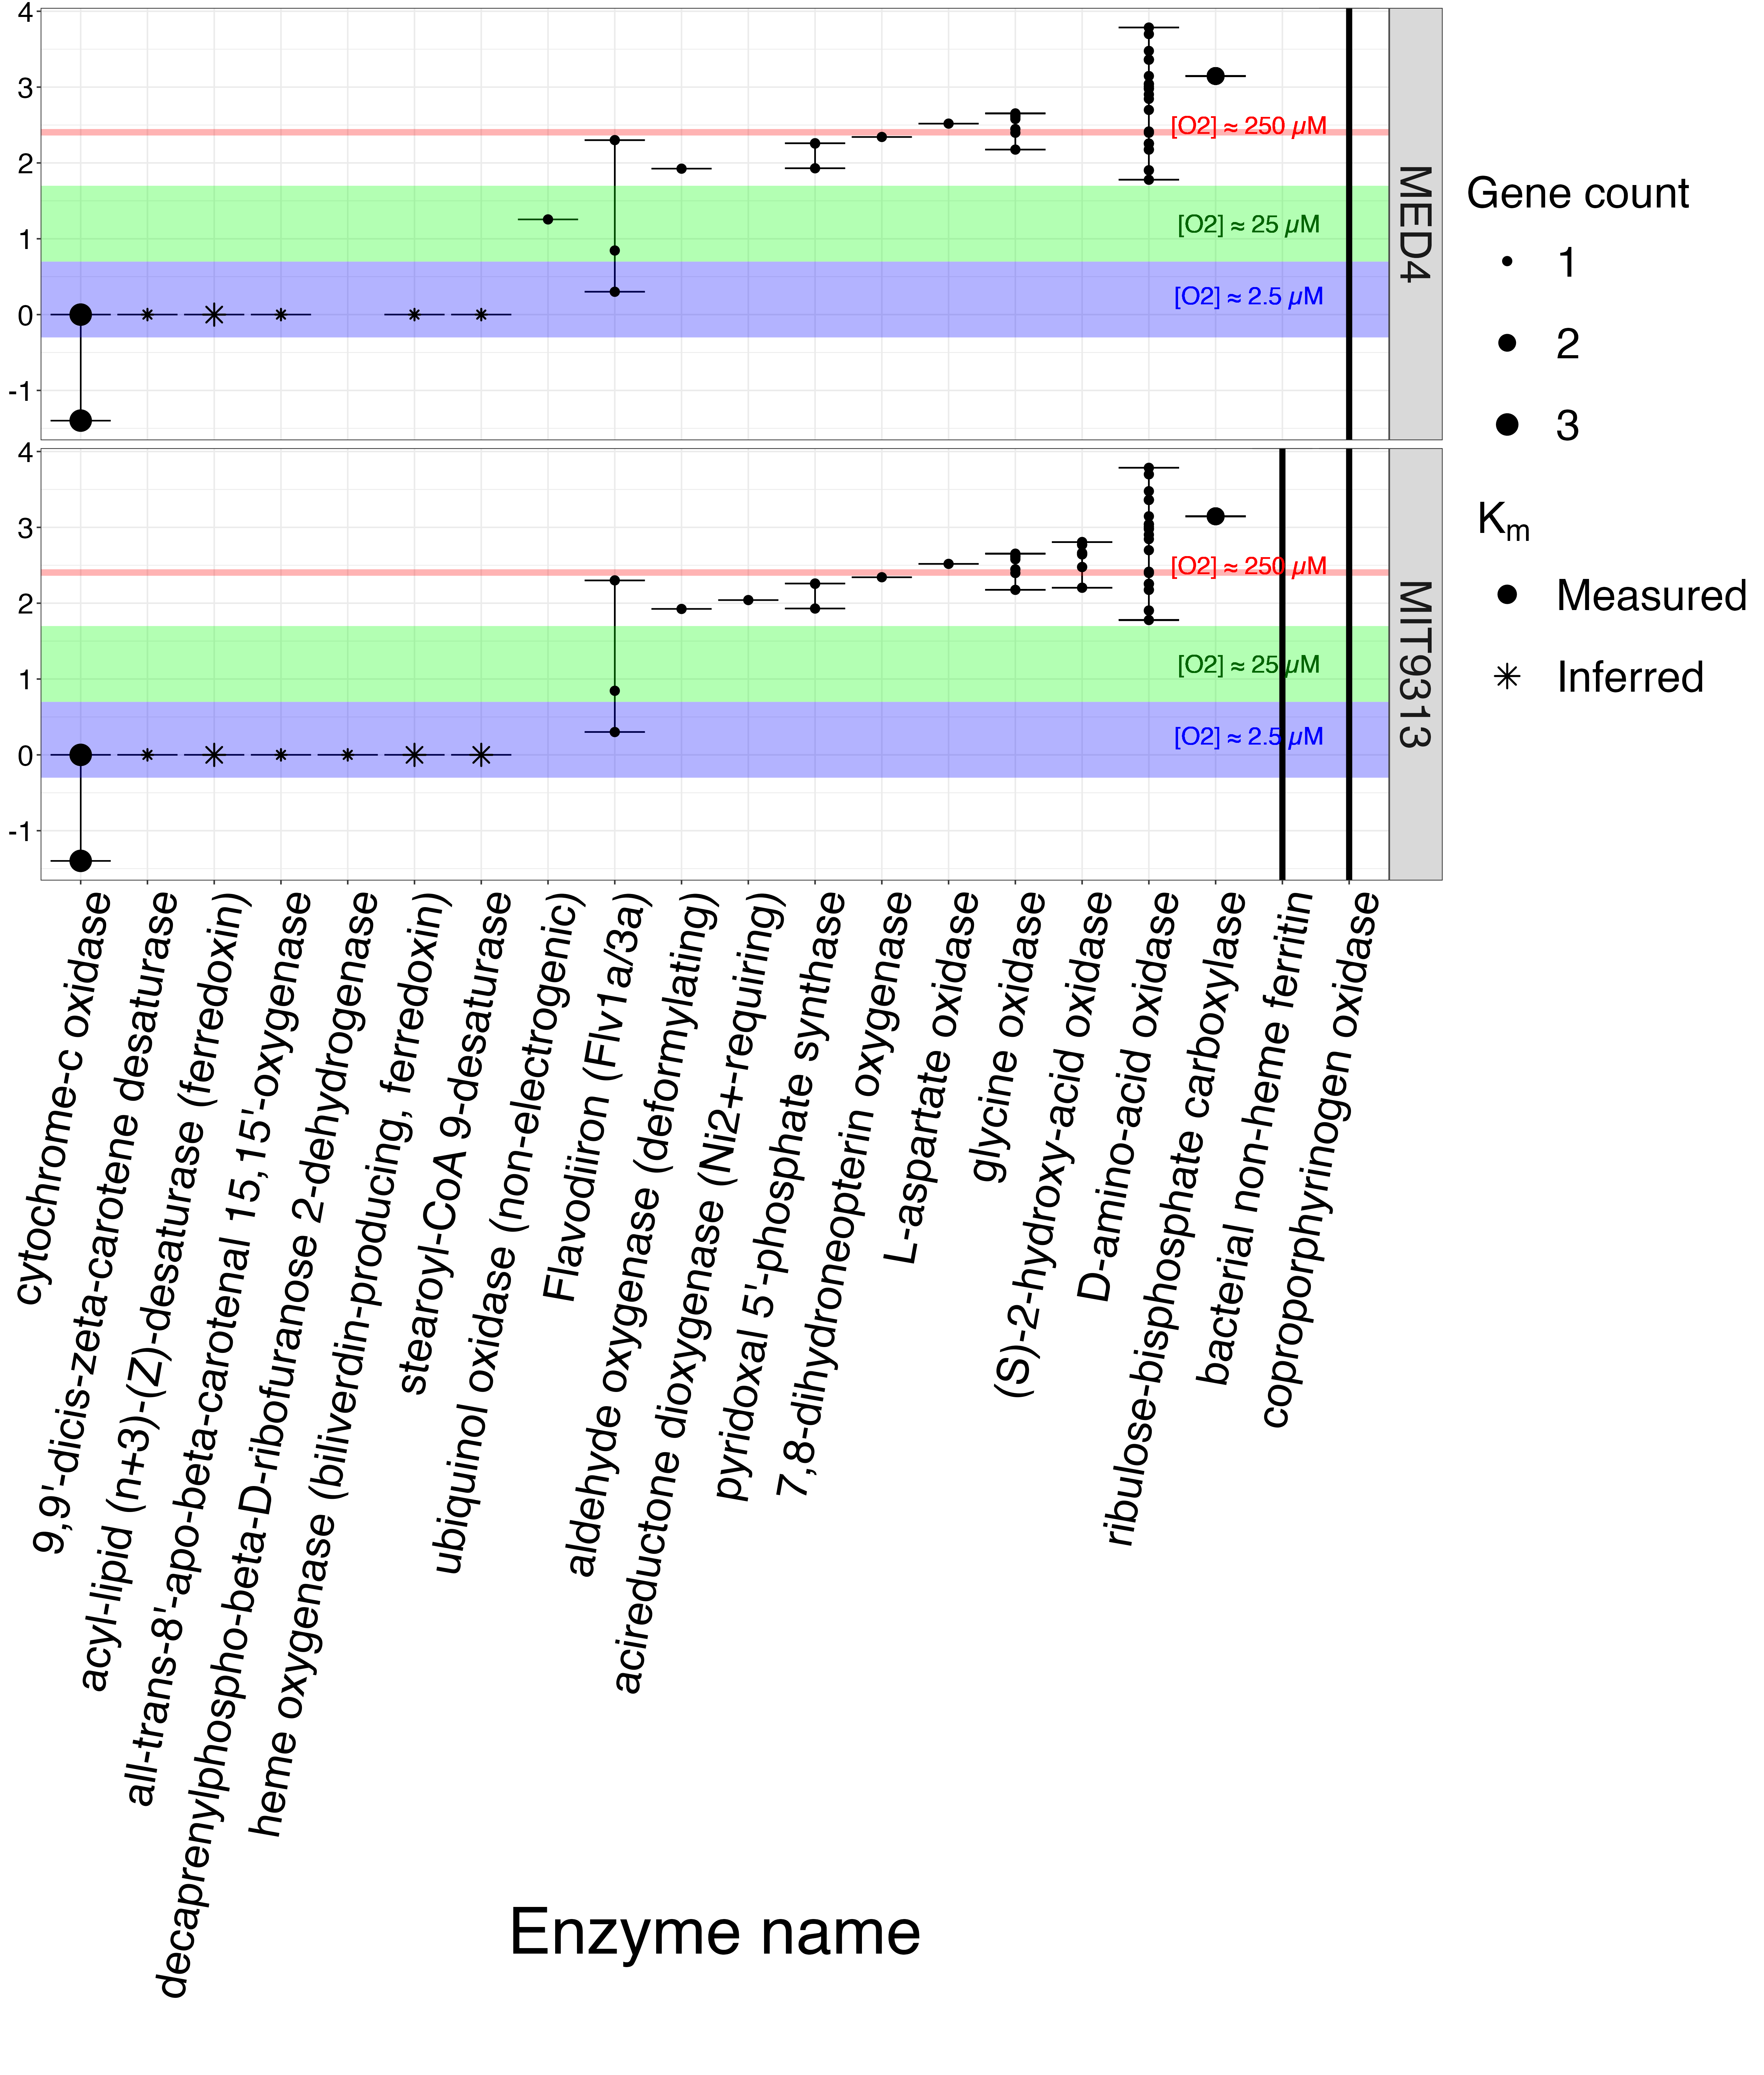 4
3
2
1
0
-1
[O2] ≈ 250 µM
[O2] ≈ 25 µM
[O2] ≈ 2.5 µM
MED4
4
3
2
1
0
-1
[O2] ≈ 250 µM
[O2] ≈ 25 µM
[O2] ≈ 2.5 µM
MIT9313
cytochrome-c oxidase
9,9'-dicis-zeta-carotene desaturase
acyl-lipid (n+3)-(Z)-desaturase (ferredoxin)
all-trans-8'-apo-beta-carotenal 15,15'-oxygenase
decaprenylphospho-beta-D-ribofuranose 2-dehydrogenase
heme oxygenase (biliverdin-producing, ferredoxin)
stearoyl-CoA 9-desaturase
ubiquinol oxidase (non-electrogenic)
Flavodiiron (Flv1a/3a)
aldehyde oxygenase (deformylating)
acireductone dioxygenase (Ni2+-requiring)
pyridoxal 5'-phosphate synthase
7,8-dihydroneopterin oxygenase
L-aspartate oxidase
glycine oxidase
(S)-2-hydroxy-acid oxidase
D-amino-acid oxidase
ribulose-bisphosphate carboxylase
bacterial non-heme ferritin
coproporphyrinogen oxidase
Enzyme name
Gene count
1
2
3
Km
Measured
Inferred